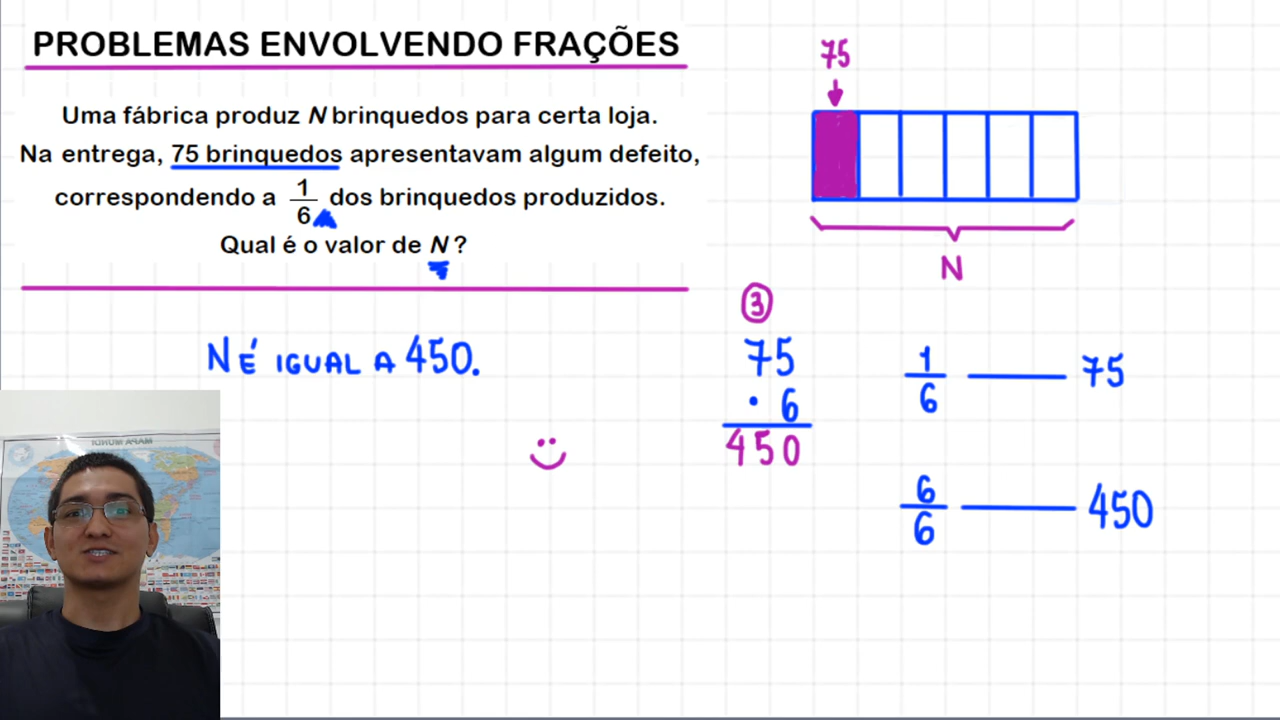 PROBLEMAS ENVOLVENDO FRAÇÕES
Uma fábrica produz N brinquedos para certa loja.
Na entrega, 75 brinquedos apresentavam algum defeito,
correspondendo a 1/6 dos brinquedos produzidos.
Qual é o valor de N?
N É IGUAL A 450.
75
N
3
75
. 6
450
1/6 —— 75
6/6 —— 450
MAPA MUNDI